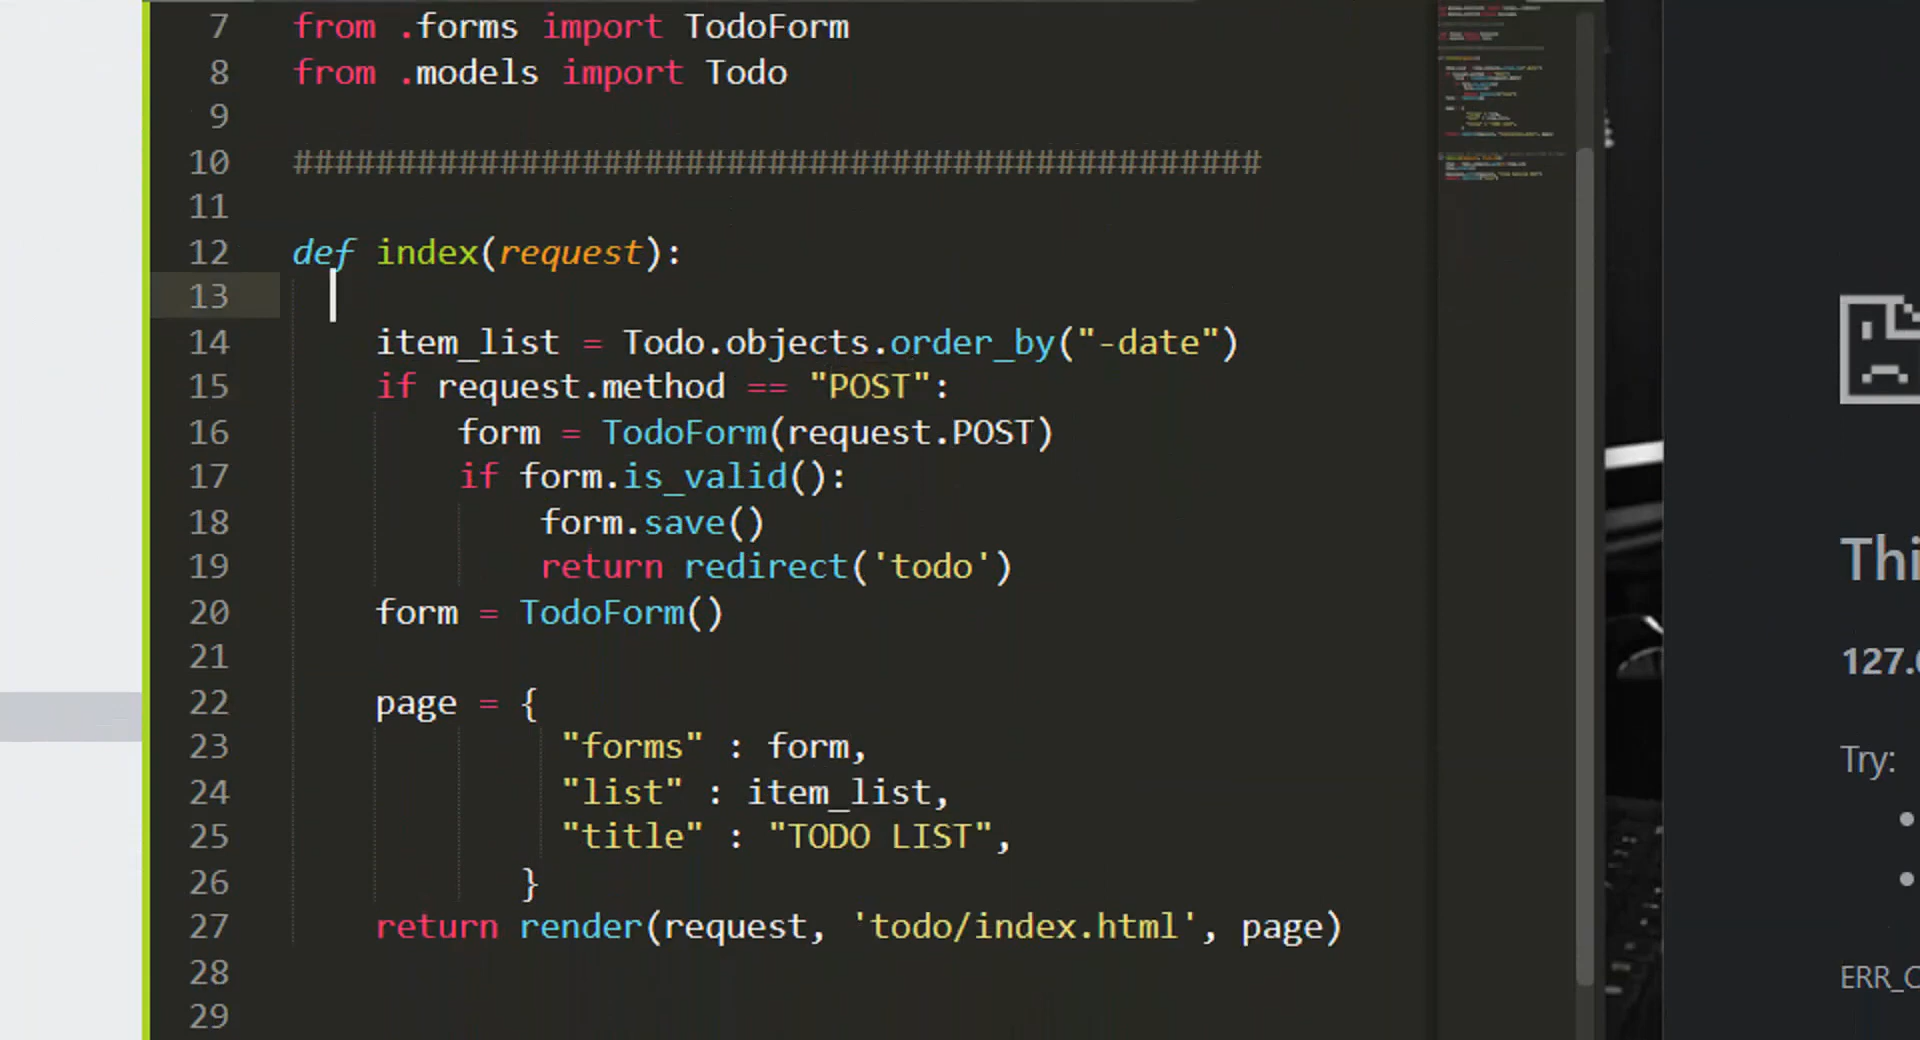 7 from .forms import TodoForm
8 from .models import Todo
9
10 ###############################################
11
12 def index(request):
13
14 item_list = Todo.objects.order_by("-date")
15 if request.method == "POST":
16 form = TodoForm(request.POST)
17 if form.is_valid():
18 form.save()
19 return redirect('todo')
20 form = TodoForm()
21
22 page = {
23 "forms" : form,
24 "list" : item_list,
25 "title" : "TODO LIST",
26 }
27 return render(request, 'todo/index.html', page)
28
29
Thi
127.
Try:
ERR_C